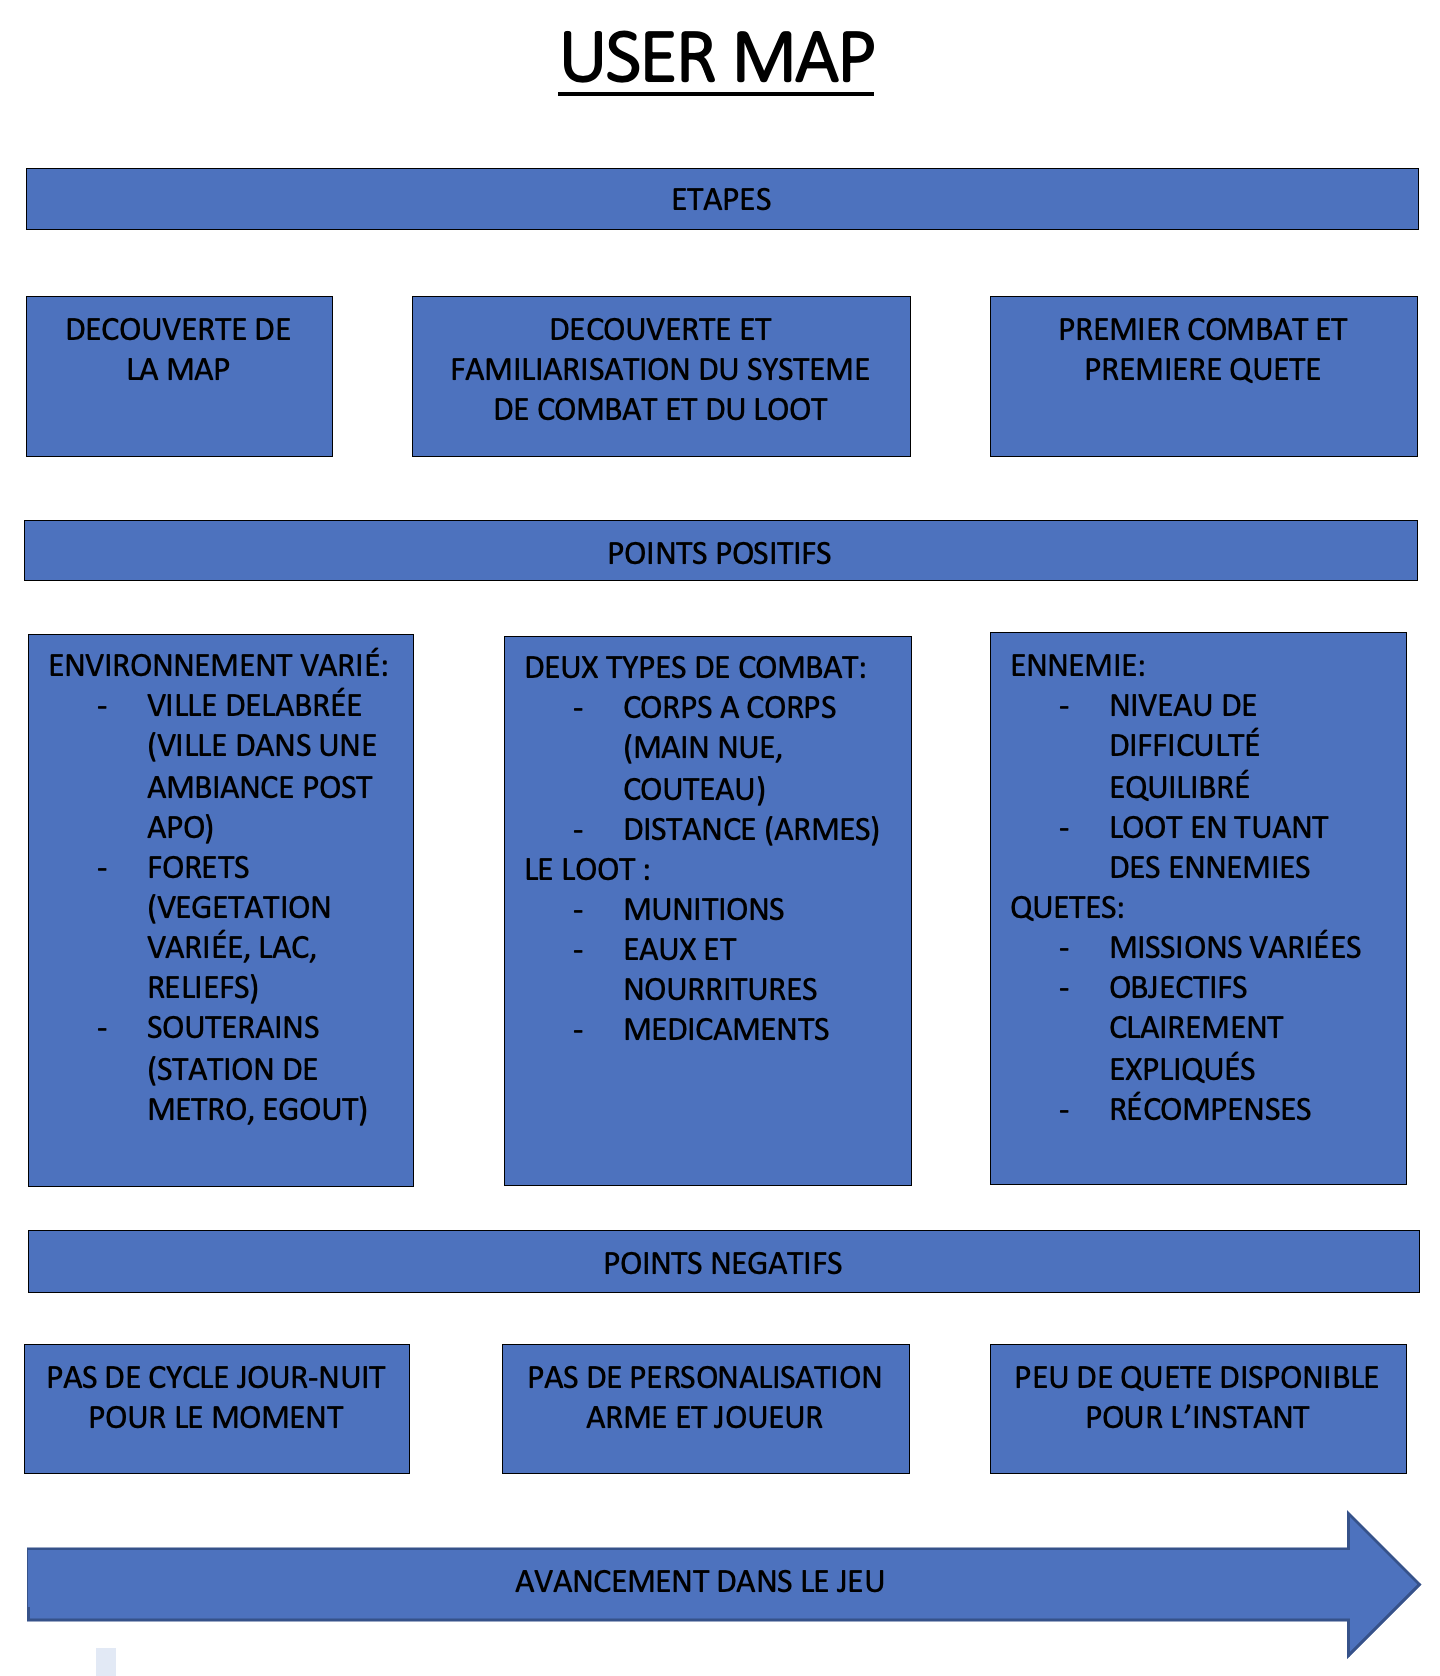 USER MAP
ETAPES
DECOUVERTE DE
LA MAP
DECOUVERTE ET
FAMILIARISATION DU SYSTEME
DE COMBAT ET DU LOOT
PREMIER COMBAT ET
PREMIERE QUETE
POINTS POSITIFS
ENVIRONNEMENT VARIÉ:
- VILLE DELABRÉE
(VILLE DANS UNE
AMBIANCE POST
APO)
- FORETS
(VEGETATION
VARIÉE, LAC,
RELIEFS)
- SOUTERAINS
(STATION DE
METRO, EGOUT)
DEUX TYPES DE COMBAT:
- CORPS A CORPS
(MAIN NUE,
COUTEAU)
- DISTANCE (ARMES)
LE LOOT :
- MUNITIONS
- EAUX ET
NOURRITURES
- MEDICAMENTS
ENNEMIE:
- NIVEAU DE
DIFFICULTÉ
EQUILIBRÉ
- LOOT EN TUANT
DES ENNEMIES
QUETES:
- MISSIONS VARIÉES
- OBJECTIFS
CLAIREMENT
EXPLIQUÉS
- RÉCOMPENSES
POINTS NEGATIFS
PAS DE CYCLE JOUR-NUIT
POUR LE MOMENT
PAS DE PERSONALISATION
ARME ET JOUEUR
PEU DE QUETE DISPONIBLE
POUR L’INSTANT
AVANCEMENT DANS LE JEU